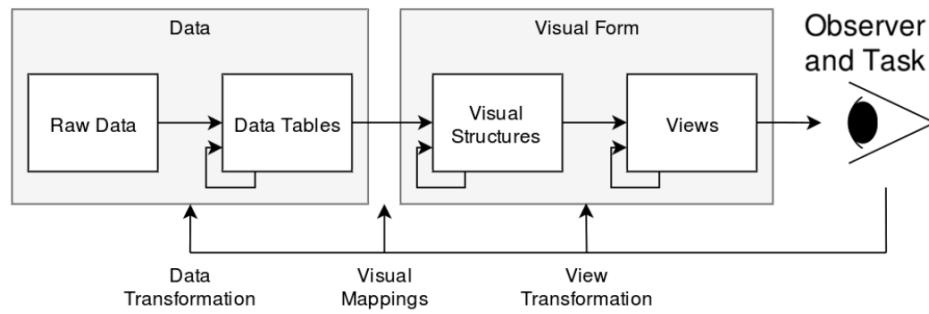 Data
Visual Form
Observer
and Task
Raw Data
Data Tables
Visual
Structures
Views
Data
Transformation
Visual
Mappings
View
Transformation